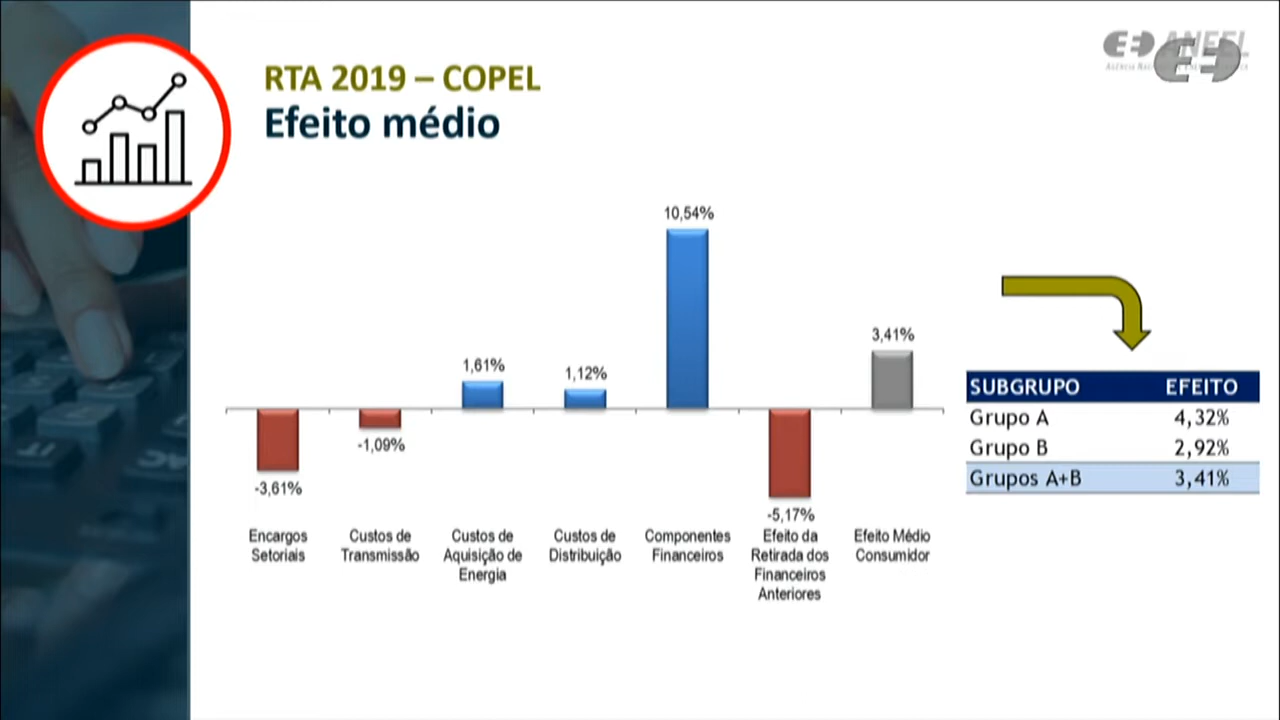 RTA 2019 – COPEL
Efeito médio
ANEEL
10,54%
3,41%
1,61%
1,12%
-1,09%
-3,61%
-5,17%
Encargos
Setoriais
Custos de
Transmissão
Custos de
Aquisição de
Energia
Custos de
Distribuição
Componentes
Financeiros
Efeito da
Retirada dos
Financeiros
Anteriores
Efeito Médio
Consumidor
SUBGRUPO EFEITO
Grupo A 4,32%
Grupo B 2,92%
Grupos A+B 3,41%